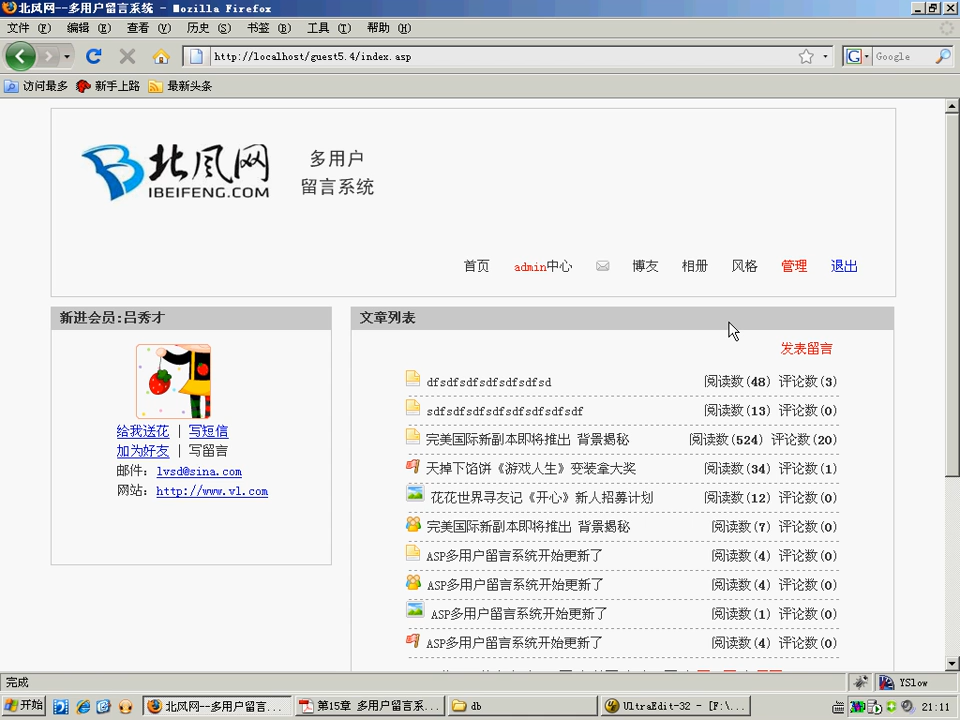 北风网--多用户留言系统 - Mozilla Firefox
文件 (F) 编辑 (E) 查看 (V) 历史 (S) 书签 (B) 工具 (T) 帮助 (H)
http://localhost/guest5.4/index.asp
Google
访问最多 新手上路 最新头条
北风网
IBEIFENG.COM
多用户
留言系统
首页 admin中心 博友 相册 风格 管理 退出
新进会员:吕秀才
给我送花 | 写短信
加为好友 | 写留言
邮件: lvsd@sina.com
网站: http://www.vl.com
文章列表
发表留言
dfsdfsdfsdfsdfsdfsd 阅读数(48) 评论数(3)
sdfsdfsdfsdfsdfsdfsdfsdf 阅读数(13) 评论数(0)
完美国际新副本即将推出 背景揭秘 阅读数(524) 评论数(20)
天掉下馅饼《游戏人生》变装拿大奖 阅读数(34) 评论数(1)
花花世界寻友记《开心》新人招募计划 阅读数(12) 评论数(0)
完美国际新副本即将推出 背景揭秘 阅读数(7) 评论数(0)
ASP多用户留言系统开始更新了 阅读数(4) 评论数(0)
ASP多用户留言系统开始更新了 阅读数(4) 评论数(0)
ASP多用户留言系统开始更新了 阅读数(1) 评论数(0)
ASP多用户留言系统开始更新了 阅读数(4) 评论数(0)
完成
YSlow
开始 北风网--多用户留言... 第15章 多用户留言系... db UltraEdit-32 - [F:\... 21:11